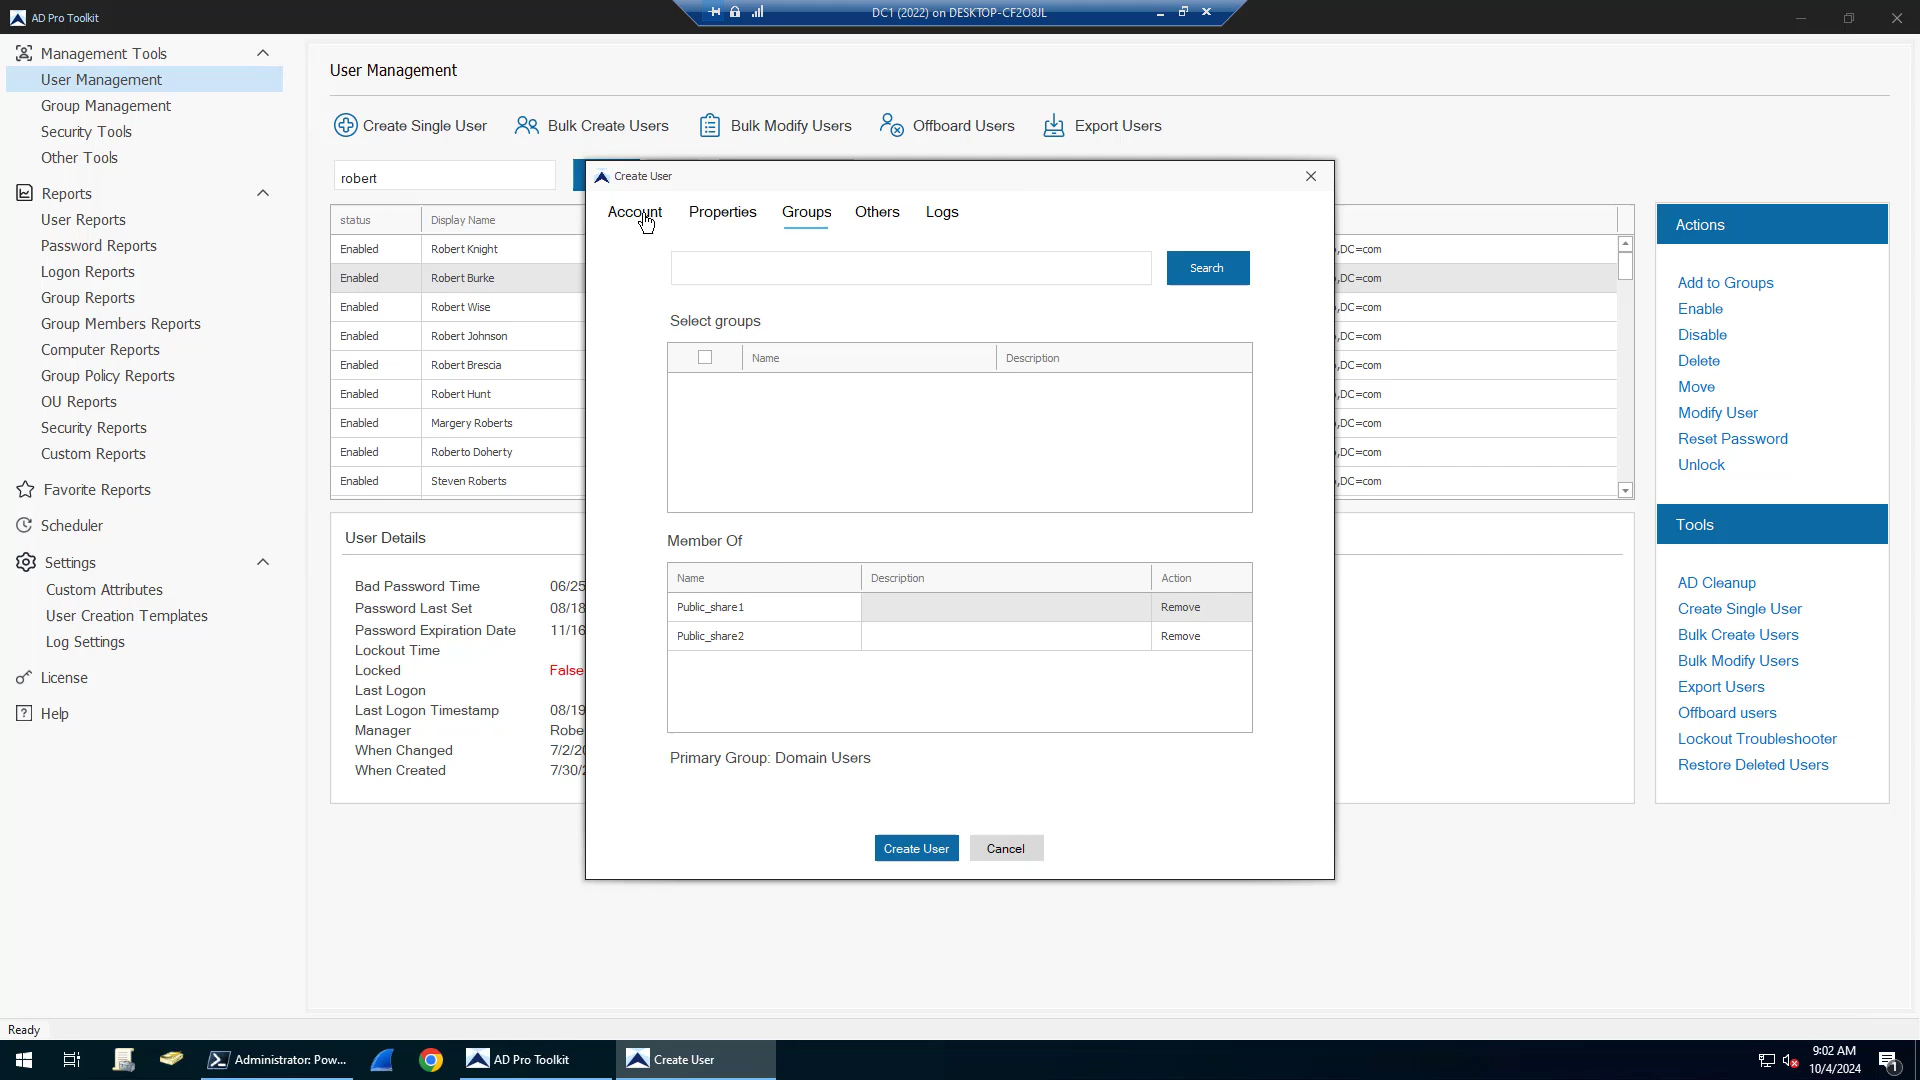 AD Pro Toolkit
DC1 (2022) on DESKTOP-CF2O8JL
Management Tools
User Management
Group Management
Security Tools
Other Tools
Reports
User Reports
Password Reports
Logon Reports
Group Reports
Group Members Reports
Computer Reports
Group Policy Reports
OU Reports
Security Reports
Custom Reports
Favorite Reports
Scheduler
Settings
Custom Attributes
User Creation Templates
Log Settings
License
Help
User Management
Create Single User
Bulk Create Users
Bulk Modify Users
Offboard Users
Export Users
robert
status Display Name
Enabled Robert Knight ,DC=com
Enabled Robert Burke ,DC=com
Enabled Robert Wise ,DC=com
Enabled Robert Johnson ,DC=com
Enabled Robert Brescia ,DC=com
Enabled Robert Hunt ,DC=com
Enabled Margery Roberts ,DC=com
Enabled Roberto Doherty ,DC=com
Enabled Steven Roberts ,DC=com
User Details
Bad Password Time 06/25
Password Last Set 08/18
Password Expiration Date 11/16
Lockout Time
Locked False
Last Logon
Last Logon Timestamp 08/19
Manager Robe
When Changed 7/2/20
When Created 7/30/2
Create User
Account Properties Groups Others Logs
Search
Select groups
Name Description
Member Of
Name Description Action
Public_share1 Remove
Public_share2 Remove
Primary Group: Domain Users
Create User Cancel
Actions
Add to Groups
Enable
Disable
Delete
Move
Modify User
Reset Password
Unlock
Tools
AD Cleanup
Create Single User
Bulk Create Users
Bulk Modify Users
Export Users
Offboard users
Lockout Troubleshooter
Restore Deleted Users
Ready
Administrator: Pow...
AD Pro Toolkit
Create User
9:02 AM
10/4/2024
1